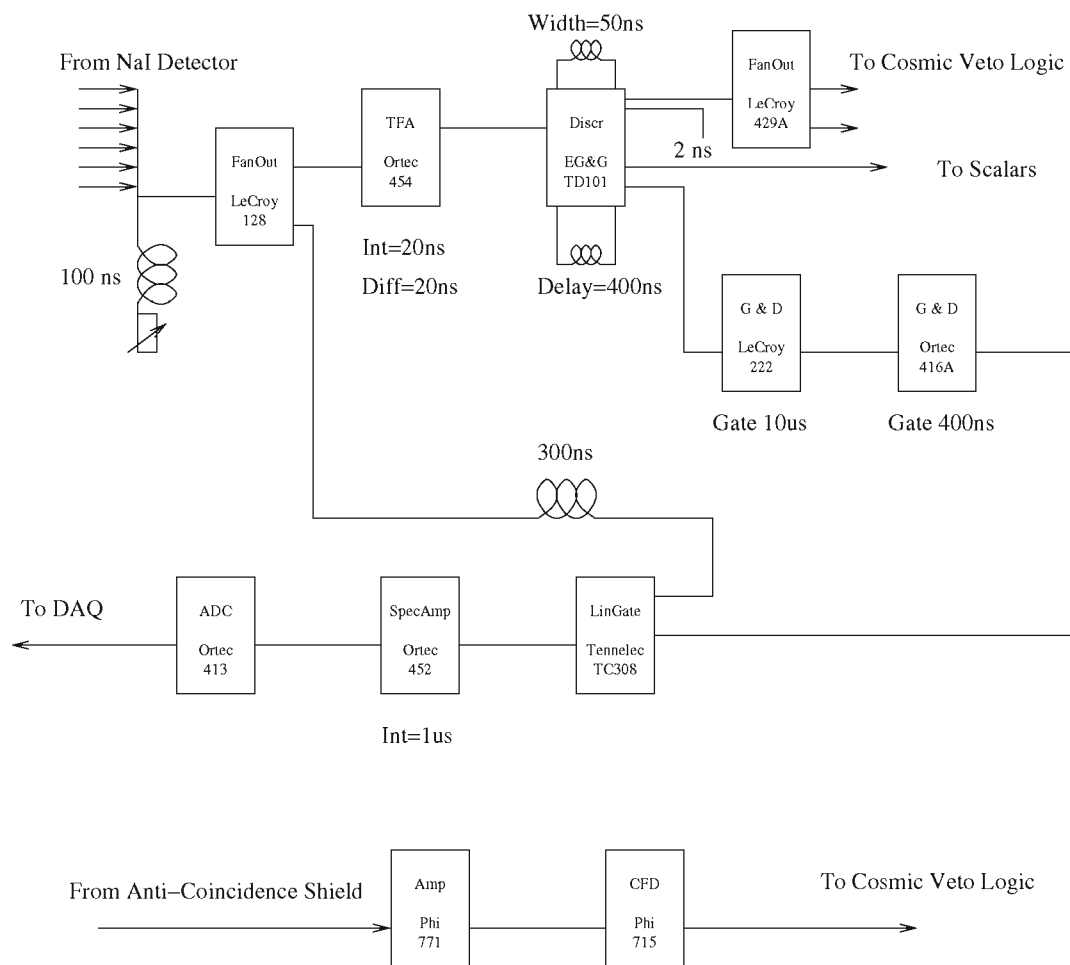 Width=50ns
From NaI Detector
FanOut
LeCroy
429A
To Cosmic Veto Logic
TFA
Ortec
454
Discr
EG&G
TD101
2 ns
FanOut
LeCroy
128
To Scalars
Int=20ns
Diff=20ns
100 ns
Delay=400ns
G & D
LeCroy
222
G & D
Ortec
416A
Gate 10us
Gate 400ns
300ns
To DAQ
ADC
Ortec
413
SpecAmp
Ortec
452
LinGate
Tennelec
TC308
Int=1us
From Anti–Coincidence Shield
Amp
Phi
771
CFD
Phi
715
To Cosmic Veto Logic